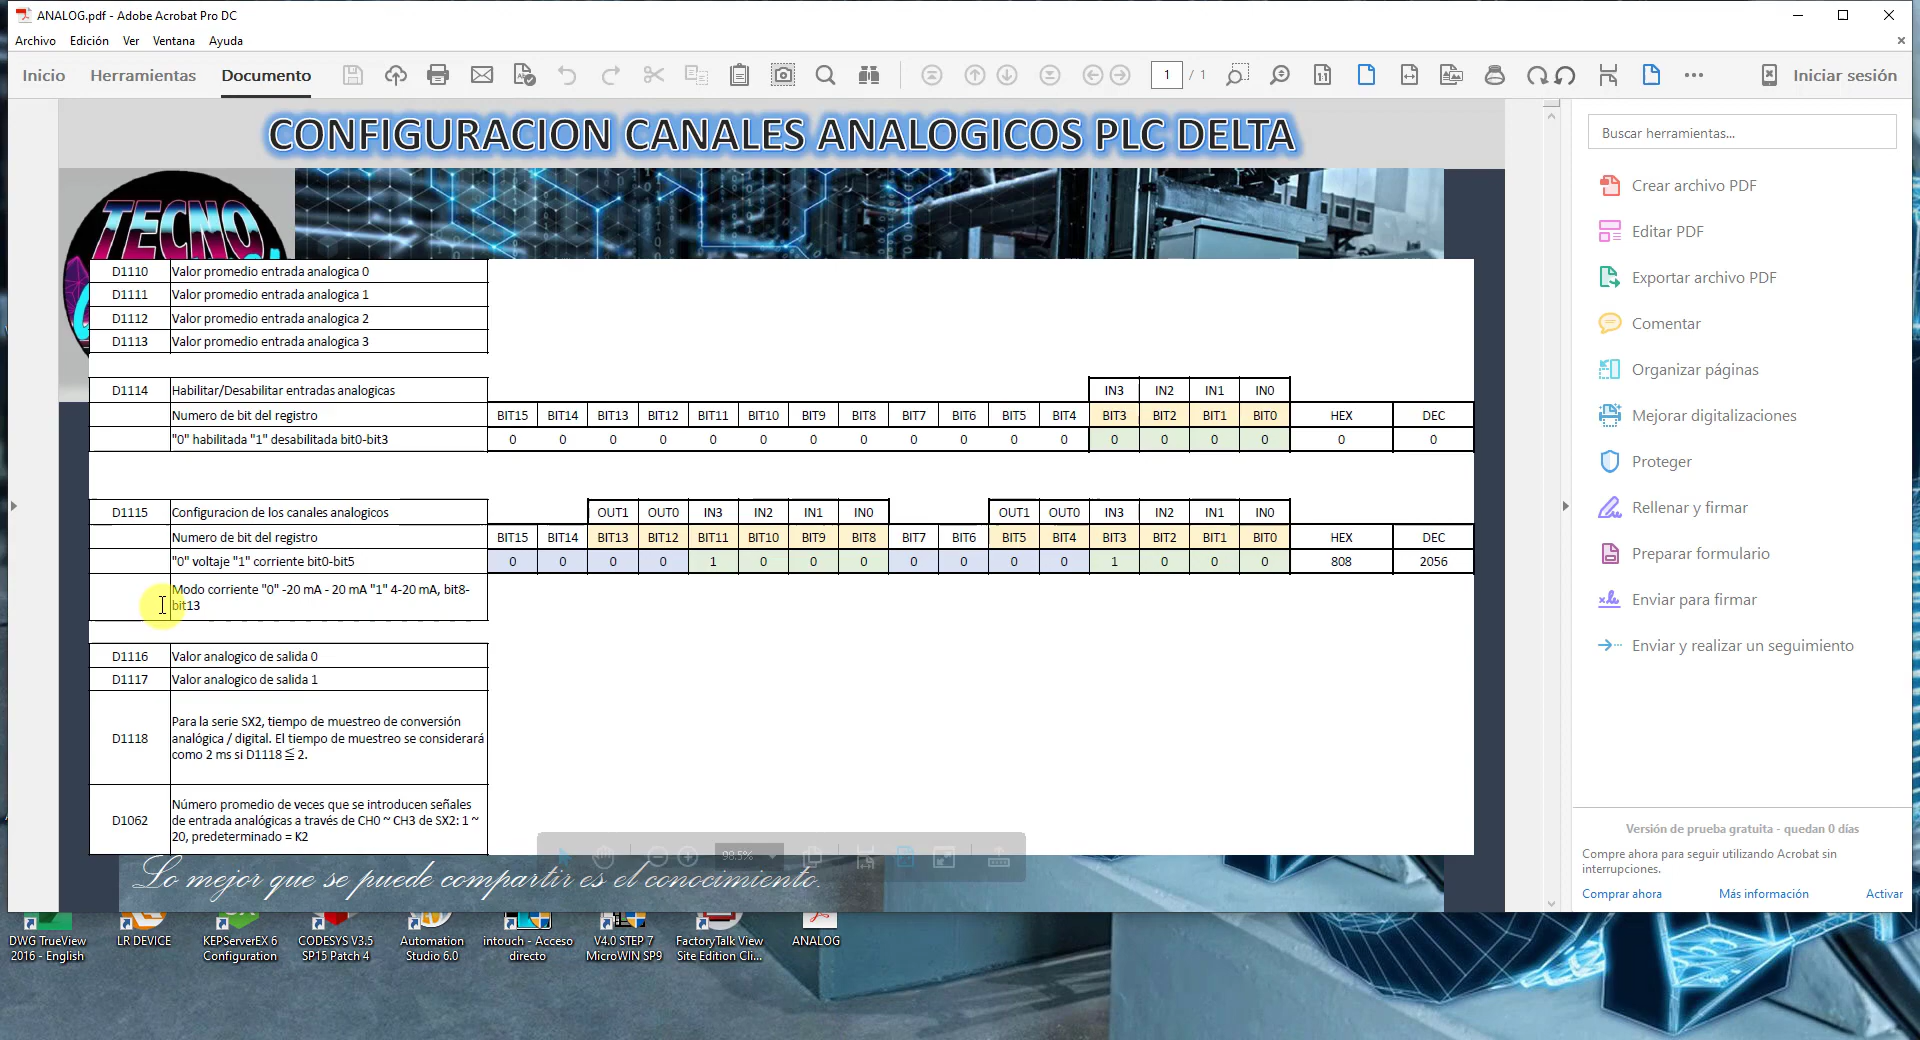 ANALOG.pdf - Adobe Acrobat Pro DC
Archivo Edición Ver Ventana Ayuda
Inicio Herramientas Documento 1 / 1 Iniciar sesión
CONFIGURACION CANALES ANALOGICOS PLC DELTA
TECNO
D1110 Valor promedio entrada analogica 0
D1111 Valor promedio entrada analogica 1
D1112 Valor promedio entrada analogica 2
D1113 Valor promedio entrada analogica 3
D1114 Habilitar/Desabilitar entradas analogicas IN3 IN2 IN1 IN0
Numero de bit del registro BIT15 BIT14 BIT13 BIT12 BIT11 BIT10 BIT9 BIT8 BIT7 BIT6 BIT5 BIT4 BIT3 BIT2 BIT1 BIT0 HEX DEC
"0" habilitada "1" desabilitada bit0-bit3 0 0 0 0 0 0 0 0 0 0 0 0 0 0 0 0 0 0
D1115 Configuracion de los canales analogicos OUT1 OUT0 IN3 IN2 IN1 IN0 OUT1 OUT0 IN3 IN2 IN1 IN0
Numero de bit del registro BIT15 BIT14 BIT13 BIT12 BIT11 BIT10 BIT9 BIT8 BIT7 BIT6 BIT5 BIT4 BIT3 BIT2 BIT1 BIT0 HEX DEC
"0" voltaje "1" corriente bit0-bit5 0 0 0 0 1 0 0 0 0 0 0 0 1 0 0 0 808 2056
Modo corriente "0" -20 mA - 20 mA "1" 4-20 mA, bit8-
bit13
D1116 Valor analogico de salida 0
D1117 Valor analogico de salida 1
D1118 Para la serie SX2, tiempo de muestreo de conversión
analógica / digital. El tiempo de muestreo se considerará
como 2 ms si D1118 ≦ 2.
D1062 Número promedio de veces que se introducen señales
de entrada analógicas a través de CH0 ~ CH3 de SX2: 1 ~
20, predeterminado = K2
98.5%
Lo mejor que se puede compartir es el conocimiento.
Buscar herramientas...
Crear archivo PDF
Editar PDF
Exportar archivo PDF
Comentar
Organizar páginas
Mejorar digitalizaciones
Proteger
Rellenar y firmar
Preparar formulario
Enviar para firmar
Enviar y realizar un seguimiento
Versión de prueba gratuita - quedan 0 días
Compre ahora para seguir utilizando Acrobat sin
interrupciones.
Comprar ahora Más información Activar
DWG TrueView
2016 - English
LR DEVICE
KEPServerEX 6
Configuration
CODESYS V3.5
SP15 Patch 4
Automation
Studio 6.0
intouch - Acceso
directo
V4.0 STEP 7
MicroWIN SP9
FactoryTalk View
Site Edition Cli...
ANALOG